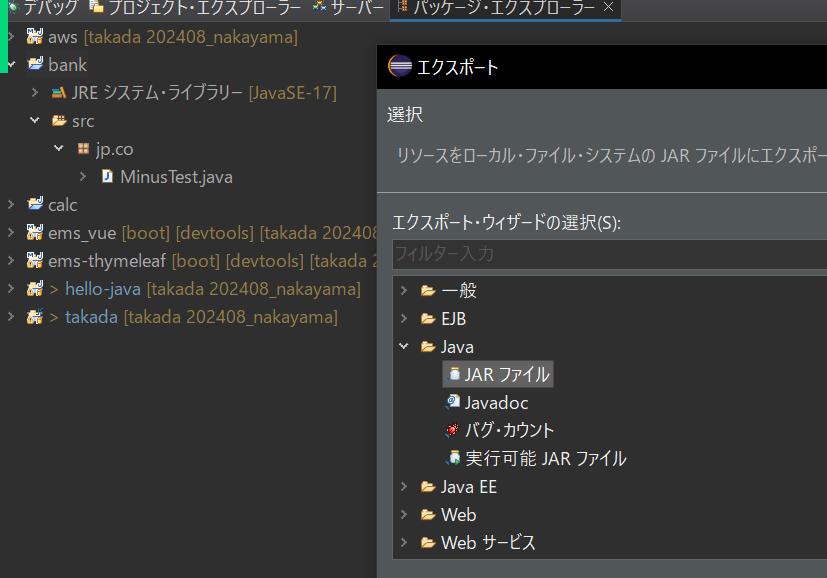 デバッグ プロジェクト・エクスプローラー サーバー パッケージ・エクスプローラー
aws [takada 202408_nakayama]
bank
JRE システム・ライブラリー [JavaSE-17]
src
jp.co
MinusTest.java
calc
ems_vue [boot] [devtools] [takada 20240
ems-thymeleaf [boot] [devtools] [takada 2
> hello-java [takada 202408_nakayama]
> takada [takada 202408_nakayama]
エクスポート
選択
リソースをローカル・ファイル・システムの JAR ファイルにエクスポー
エクスポート・ウィザードの選択(S):
フィルター入力
一般
EJB
Java
JAR ファイル
Javadoc
バグ・カウント
実行可能 JAR ファイル
Java EE
Web
Web サービス